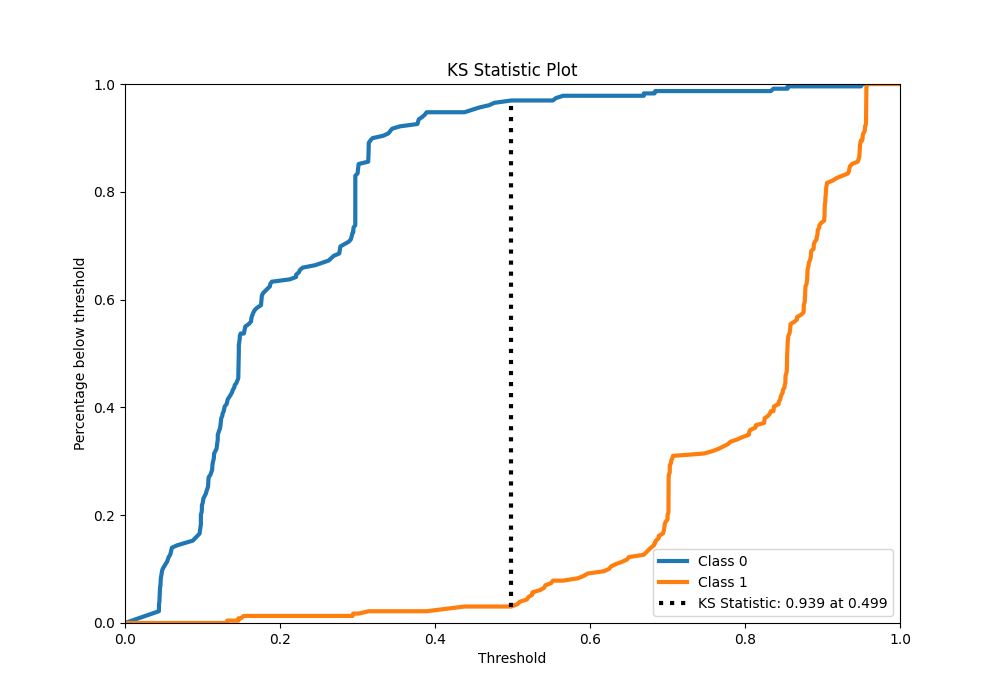 KS Statistic Plot
Percentage below threshold
1.0
0.8
0.6
0.4
0.2
0.0
0.0 0.2 0.4 0.6 0.8 1.0
Threshold
Class 0
Class 1
KS Statistic: 0.939 at 0.499